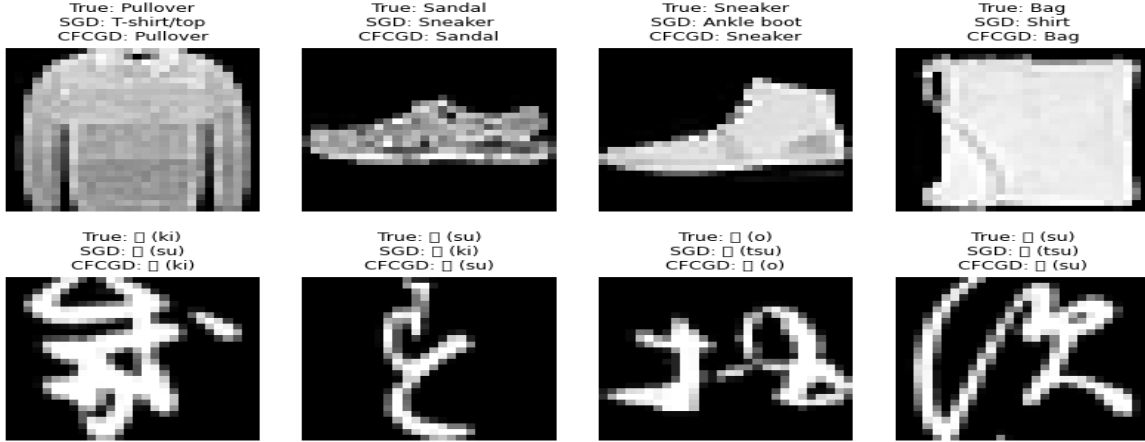 True: Pullover
SGD: T-shirt/top
CFCGD: Pullover
True: Sandal
SGD: Sneaker
CFCGD: Sandal
True: Sneaker
SGD: Ankle boot
CFCGD: Sneaker
True: Bag
SGD: Shirt
CFCGD: Bag
True: ▯ (ki)
SGD: ▯ (su)
CFCGD: ▯ (ki)
True: ▯ (su)
SGD: ▯ (ki)
CFCGD: ▯ (su)
True: ▯ (o)
SGD: ▯ (tsu)
CFCGD: ▯ (o)
True: ▯ (su)
SGD: ▯ (tsu)
CFCGD: ▯ (su)